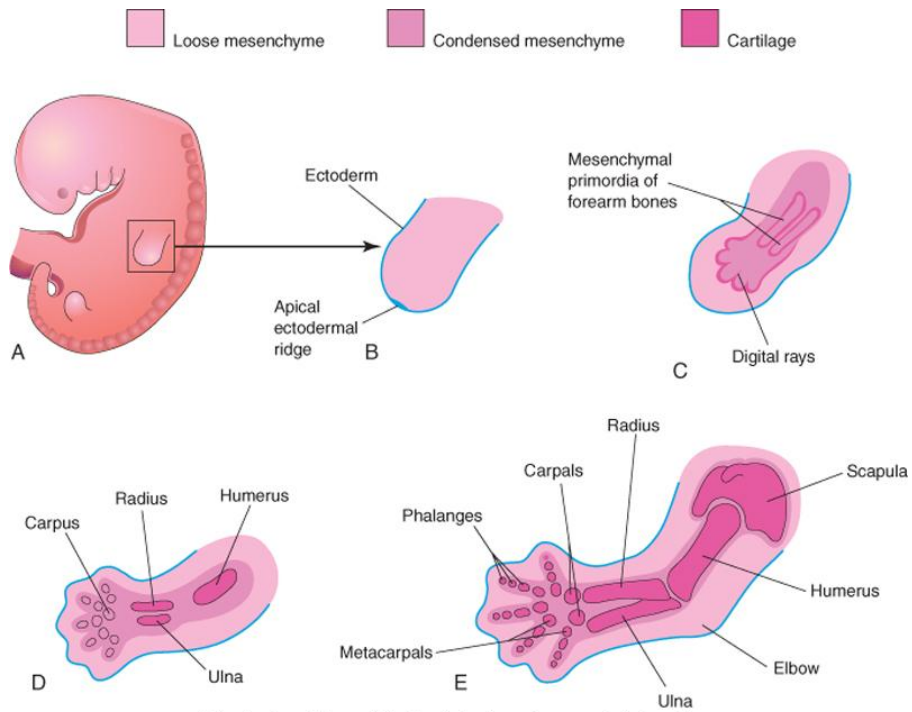 Loose mesenchyme
Condensed mesenchyme
Cartilage
Ectoderm
Apical
ectodermal
ridge
A
B
Mesenchymal
primordia of
forearm bones
Digital rays
C
Carpus
Radius
Humerus
Ulna
D
Phalanges
Carpals
Radius
Scapula
Humerus
Metacarpals
Elbow
Ulna
E